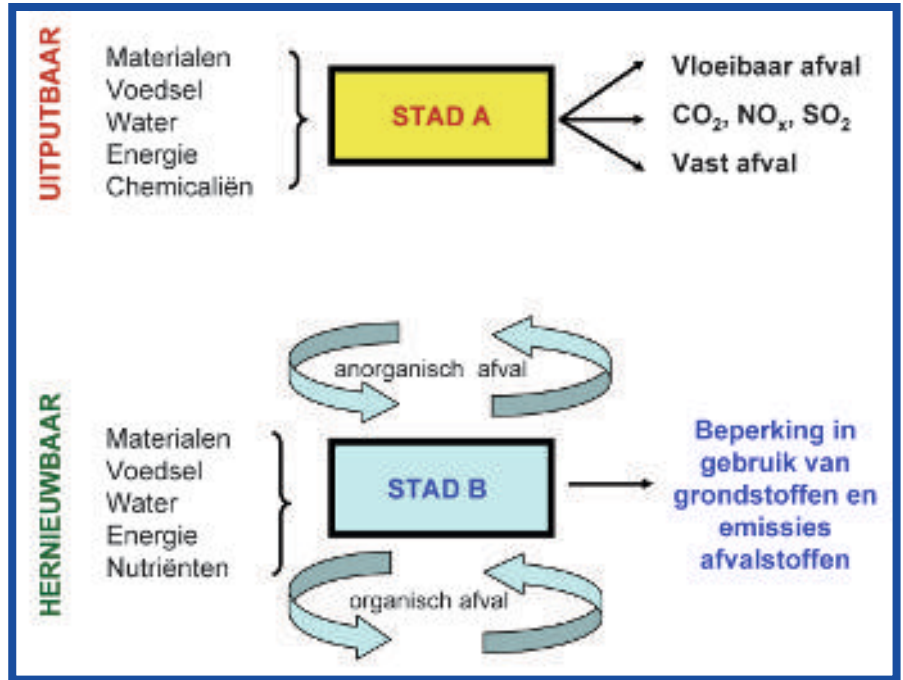 UITPUTBAAR
Materialen
Voedsel
Water
Energie
Chemicaliën
STAD A
Vloeibaar afval
CO₂, NOₓ, SO₂
Vast afval
HERNIEUWBAAR
Materialen
Voedsel
Water
Energie
Nutriënten
anorganisch afval
STAD B
organisch afval
Beperking in
gebruik van
grondstoffen en
emissies
afvalstoffen